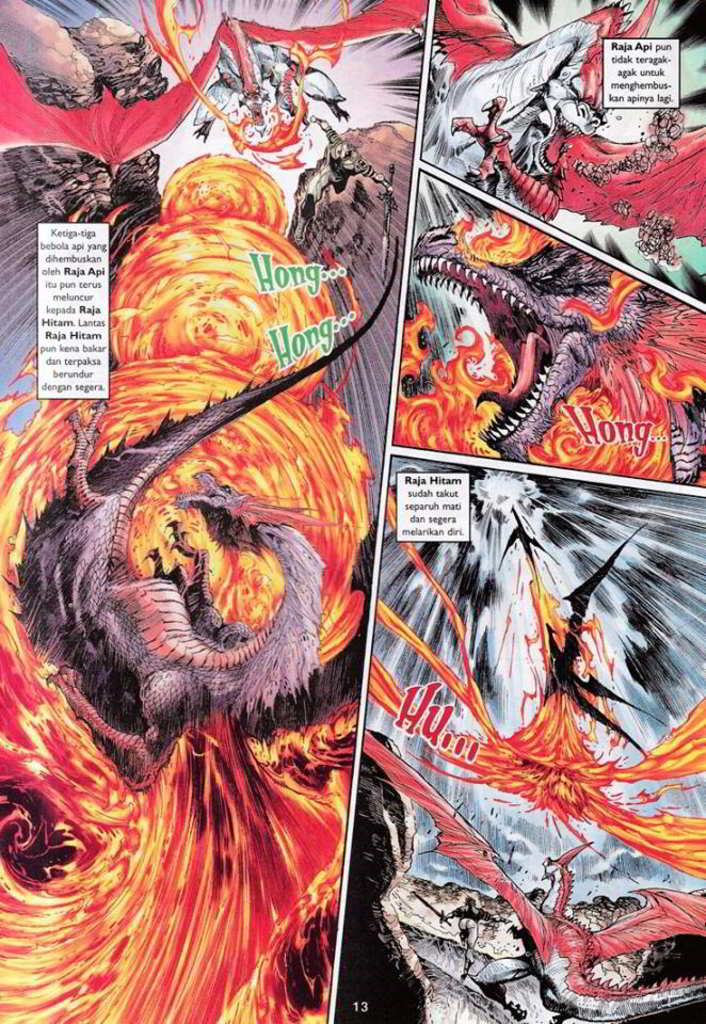 Ketiga-tiga
bebola api yang
dihembuskan
oleh Raja Api
itu pun terus
meluncur
kepada Raja
Hitam. Lantas
Raja Hitam
pun kena bakar
dan terpaksa
berundur
dengan segera.
Hong...
Hong...
Raja Api pun
tidak teragak-
agak untuk
menghembus-
kan apinya lagi.
Hong...
Raja Hitam
sudah takut
separuh mati
dan segera
melarikan diri.
Hu...
13